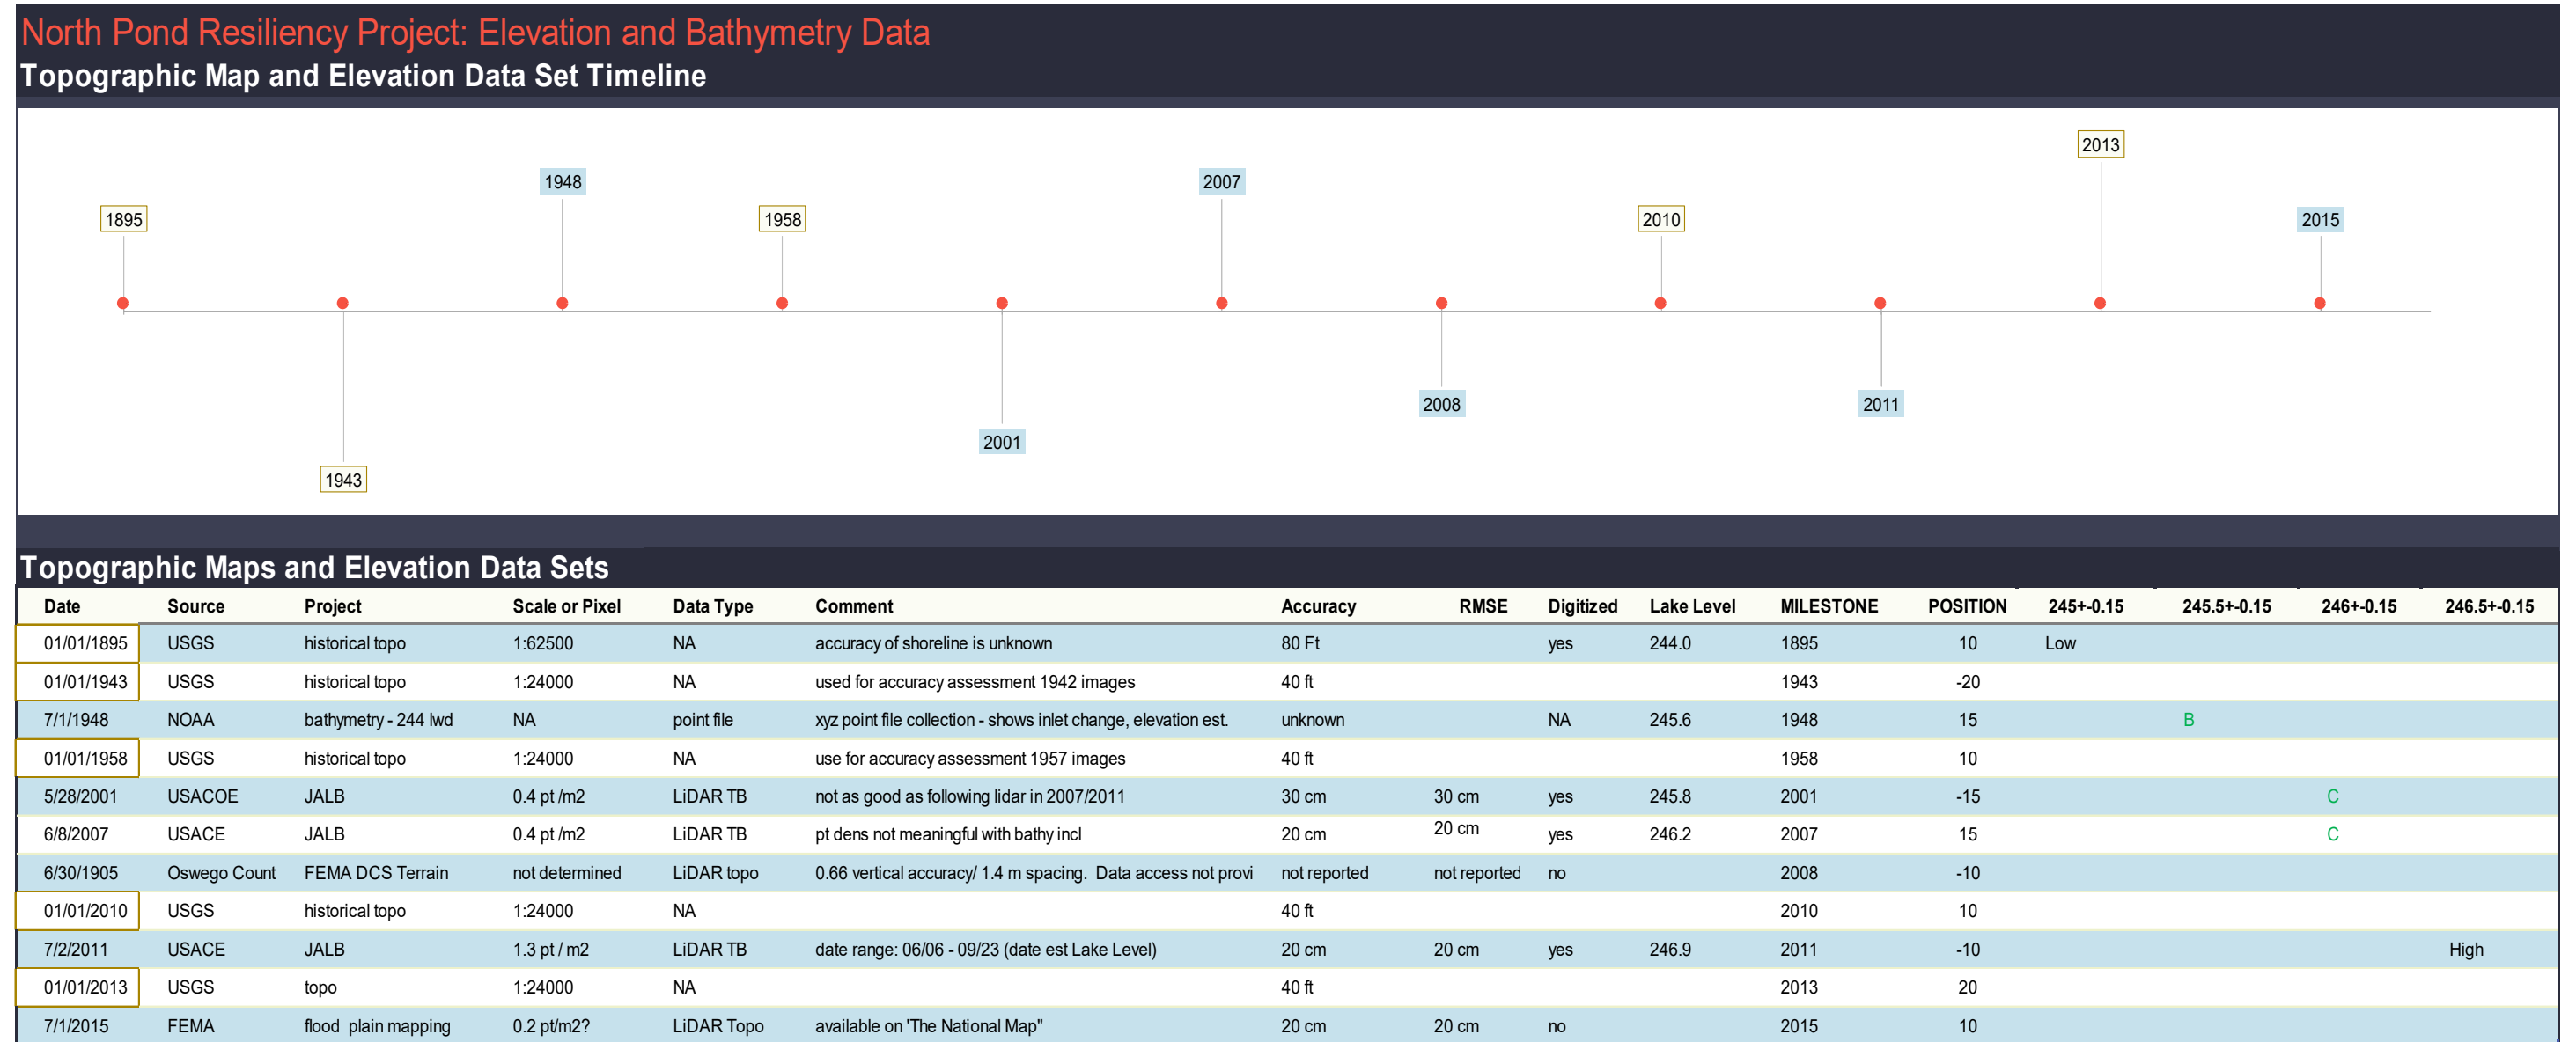 North Pond Resiliency Project: Elevation and Bathymetry Data
Topographic Map and Elevation Data Set Timeline
2013
1948 2007
1895 1958 2010 2015
2008 2011
2001
1943
Topographic Maps and Elevation Data Sets
Date Source Project Scale or Pixel Data Type Comment Accuracy RMSE Digitized Lake Level MILESTONE POSITION 245+-0.15 245.5+-0.15 246+-0.15 246.5+-0.15
01/01/1895 USGS historical topo 1:62500 NA accuracy of shoreline is unknown 80 Ft yes 244.0 1895 10 Low
01/01/1943 USGS historical topo 1:24000 NA used for accuracy assessment 1942 images 40 ft 1943 -20
7/1/1948 NOAA bathymetry - 244 lwd NA point file xyz point file collection - shows inlet change, elevation est. unknown NA 245.6 1948 15 B
01/01/1958 USGS historical topo 1:24000 NA use for accuracy assessment 1957 images 40 ft 1958 10
5/28/2001 USACOE JALB 0.4 pt /m2 LiDAR TB not as good as following lidar in 2007/2011 30 cm 30 cm yes 245.8 2001 -15 C
6/8/2007 USACE JALB 0.4 pt /m2 LiDAR TB pt dens not meaningful with bathy incl 20 cm 20 cm yes 246.2 2007 15 C
6/30/1905 Oswego Count FEMA DCS Terrain not determined LiDAR topo 0.66 vertical accuracy/ 1.4 m spacing. Data access not provi not reported not reported no 2008 -10
01/01/2010 USGS historical topo 1:24000 NA 40 ft 2010 10
7/2/2011 USACE JALB 1.3 pt / m2 LiDAR TB date range: 06/06 - 09/23 (date est Lake Level) 20 cm 20 cm yes 246.9 2011 -10 High
01/01/2013 USGS topo 1:24000 NA 40 ft 2013 20
7/1/2015 FEMA flood plain mapping 0.2 pt/m2? LiDAR Topo available on 'The National Map" 20 cm 20 cm no 2015 10